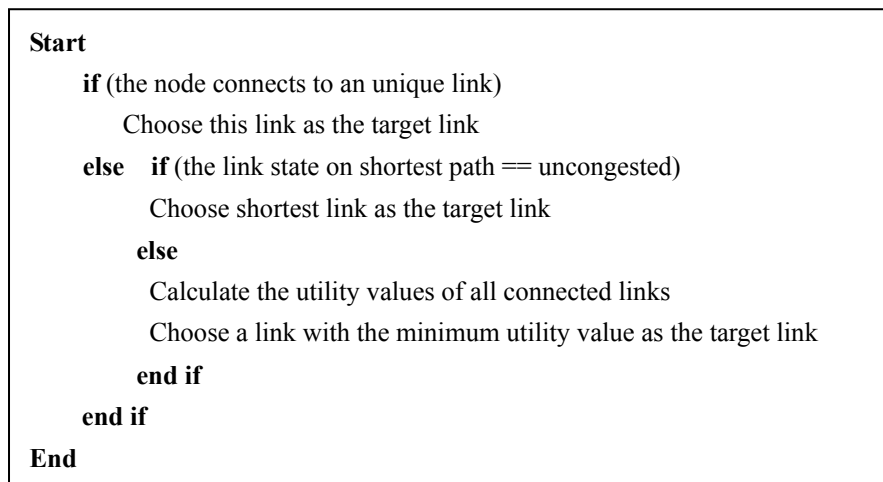 Start
if (the node connects to an unique link)
Choose this link as the target link
else if (the link state on shortest path == uncongested)
Choose shortest link as the target link
else
Calculate the utility values of all connected links
Choose a link with the minimum utility value as the target link
end if
end if
End